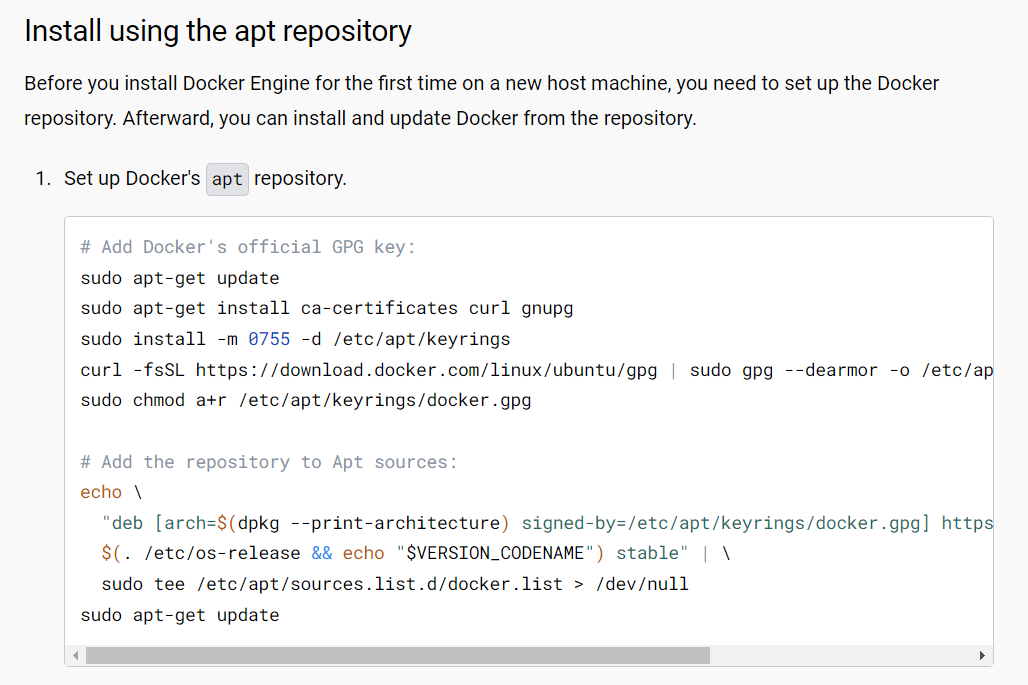 Install using the apt repository
Before you install Docker Engine for the first time on a new host machine, you need to set up the Docker
repository. Afterward, you can install and update Docker from the repository.
1. Set up Docker's apt repository.
# Add Docker's official GPG key:
sudo apt-get update
sudo apt-get install ca-certificates curl gnupg
sudo install -m 0755 -d /etc/apt/keyrings
curl -fsSL https://download.docker.com/linux/ubuntu/gpg | sudo gpg --dearmor -o /etc/ap
sudo chmod a+r /etc/apt/keyrings/docker.gpg
# Add the repository to Apt sources:
echo \
"deb [arch=$(dpkg --print-architecture) signed-by=/etc/apt/keyrings/docker.gpg] https
$(. /etc/os-release && echo "$VERSION_CODENAME") stable" | \
sudo tee /etc/apt/sources.list.d/docker.list > /dev/null
sudo apt-get update